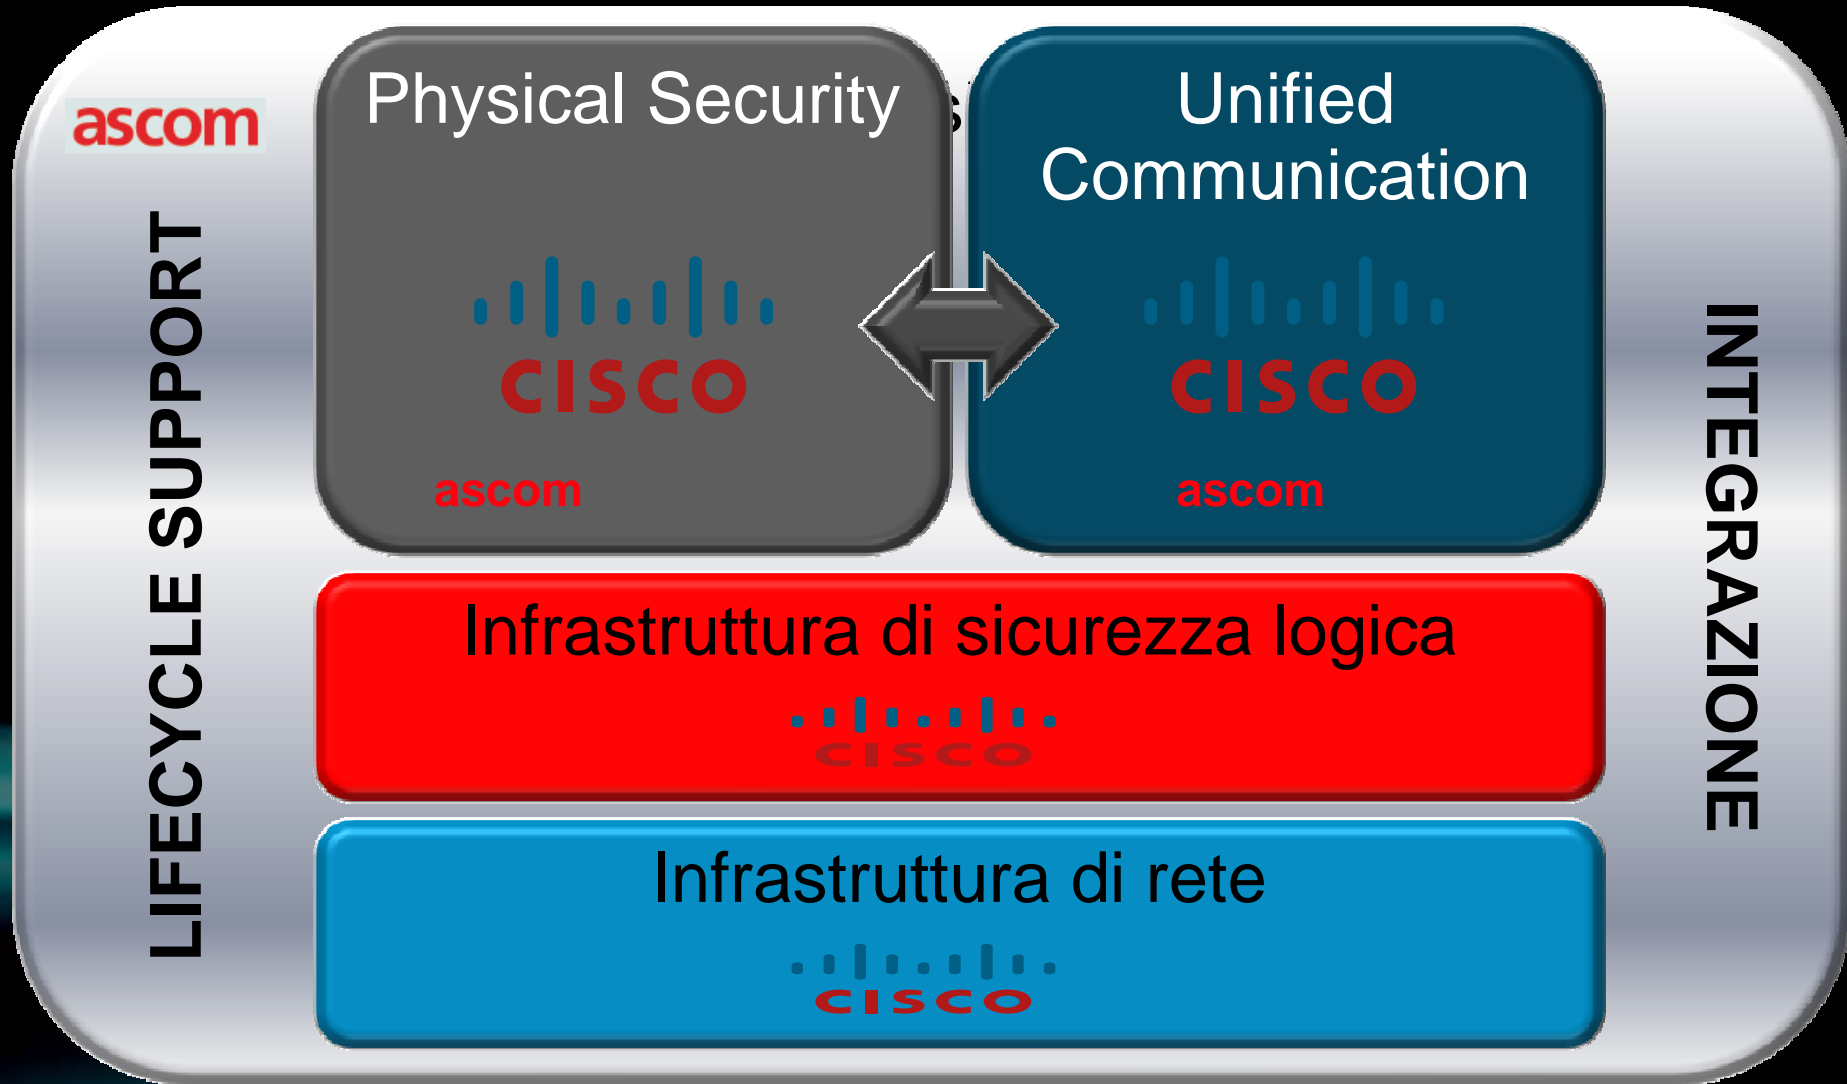 ascom
LIFECYCLE SUPPORT
Physical Security
CISCO
ascom
Unified
Communication
CISCO
ascom
Infrastruttura di sicurezza logica
CISCO
Infrastruttura di rete
CISCO
INTEGRAZIONE